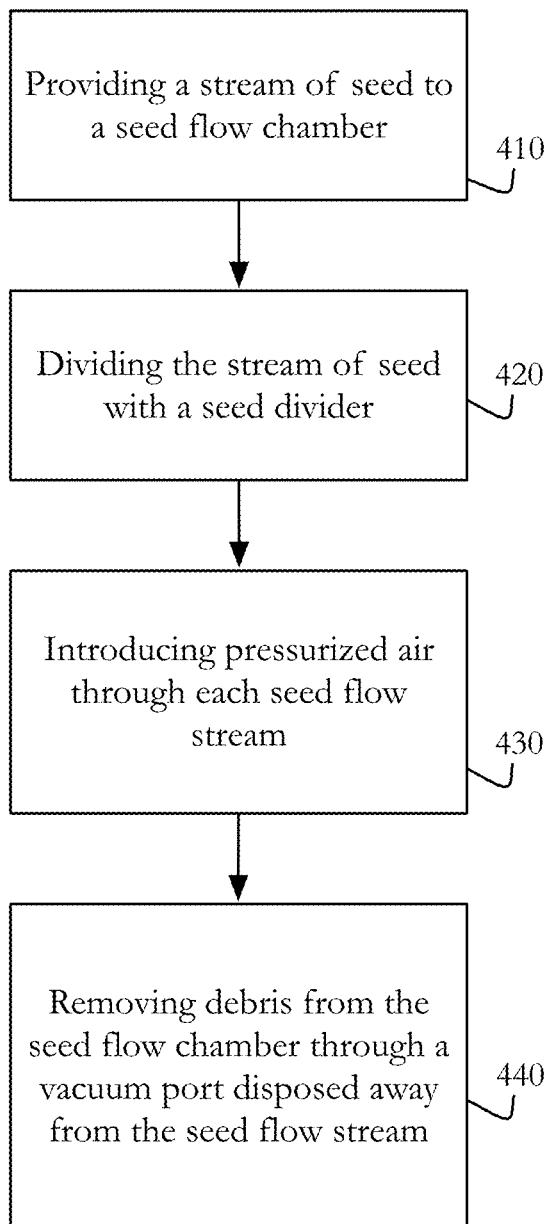 Providing a stream of seed to
a seed flow chamber
410
Dividing the stream of seed
with a seed divider
420
Introducing pressurized air
through each seed flow
stream
430
Removing debris from the
seed flow chamber through a
vacuum port disposed away
from the seed flow stream
440